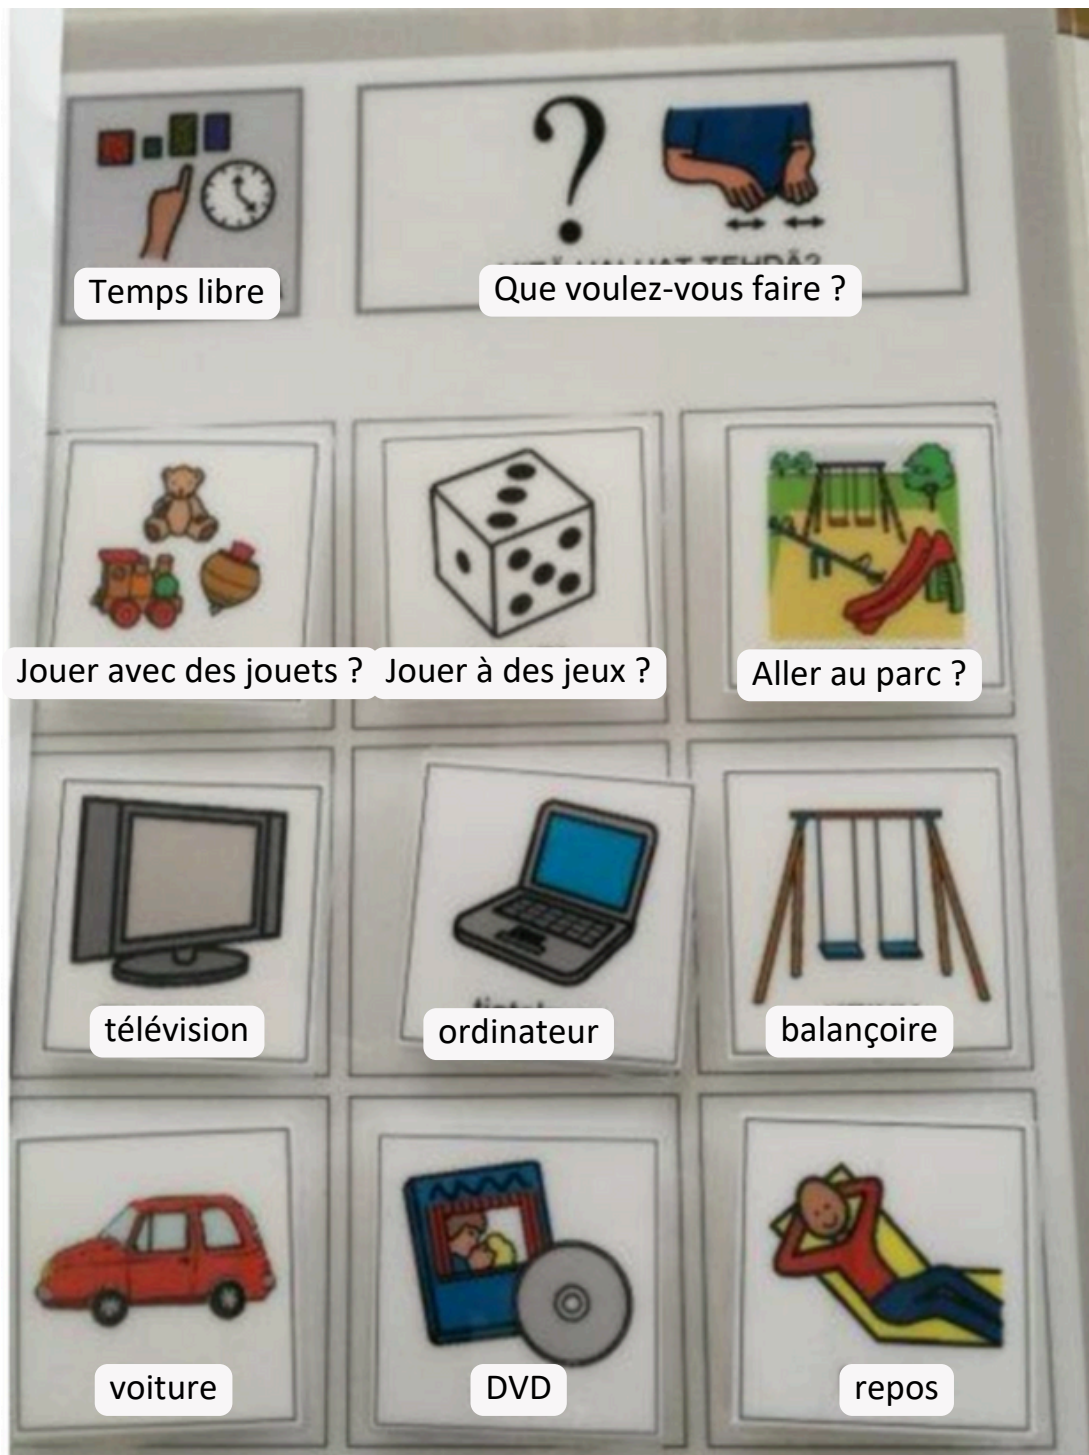 Temps libre
Que voulez-vous faire ?
Jouer avec des jouets ?
Jouer à des jeux ?
Aller au parc ?
télévision
ordinateur
balançoire
voiture
DVD
repos